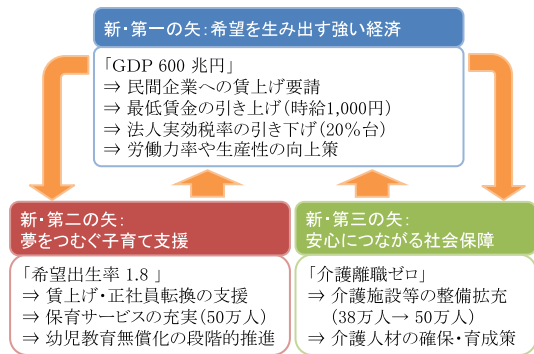 新・第一の矢：希望を生み出す強い経済
「GDP 600 兆円」
⇒ 民間企業への賃上げ要請
⇒ 最低賃金の引き上げ（時給1,000円）
⇒ 法人実効税率の引き下げ（20％台）
⇒ 労働力率や生産性の向上策
新・第二の矢：
夢をつむぐ子育て支援
「希望出生率 1.8 」
⇒ 賃上げ・正社員転換の支援
⇒ 保育サービスの充実（50万人）
⇒ 幼児教育無償化の段階的推進
新・第三の矢：
安心につながる社会保障
「介護離職ゼロ」
⇒ 介護施設等の整備拡充
（38万人→ 50万人）
⇒ 介護人材の確保・育成策